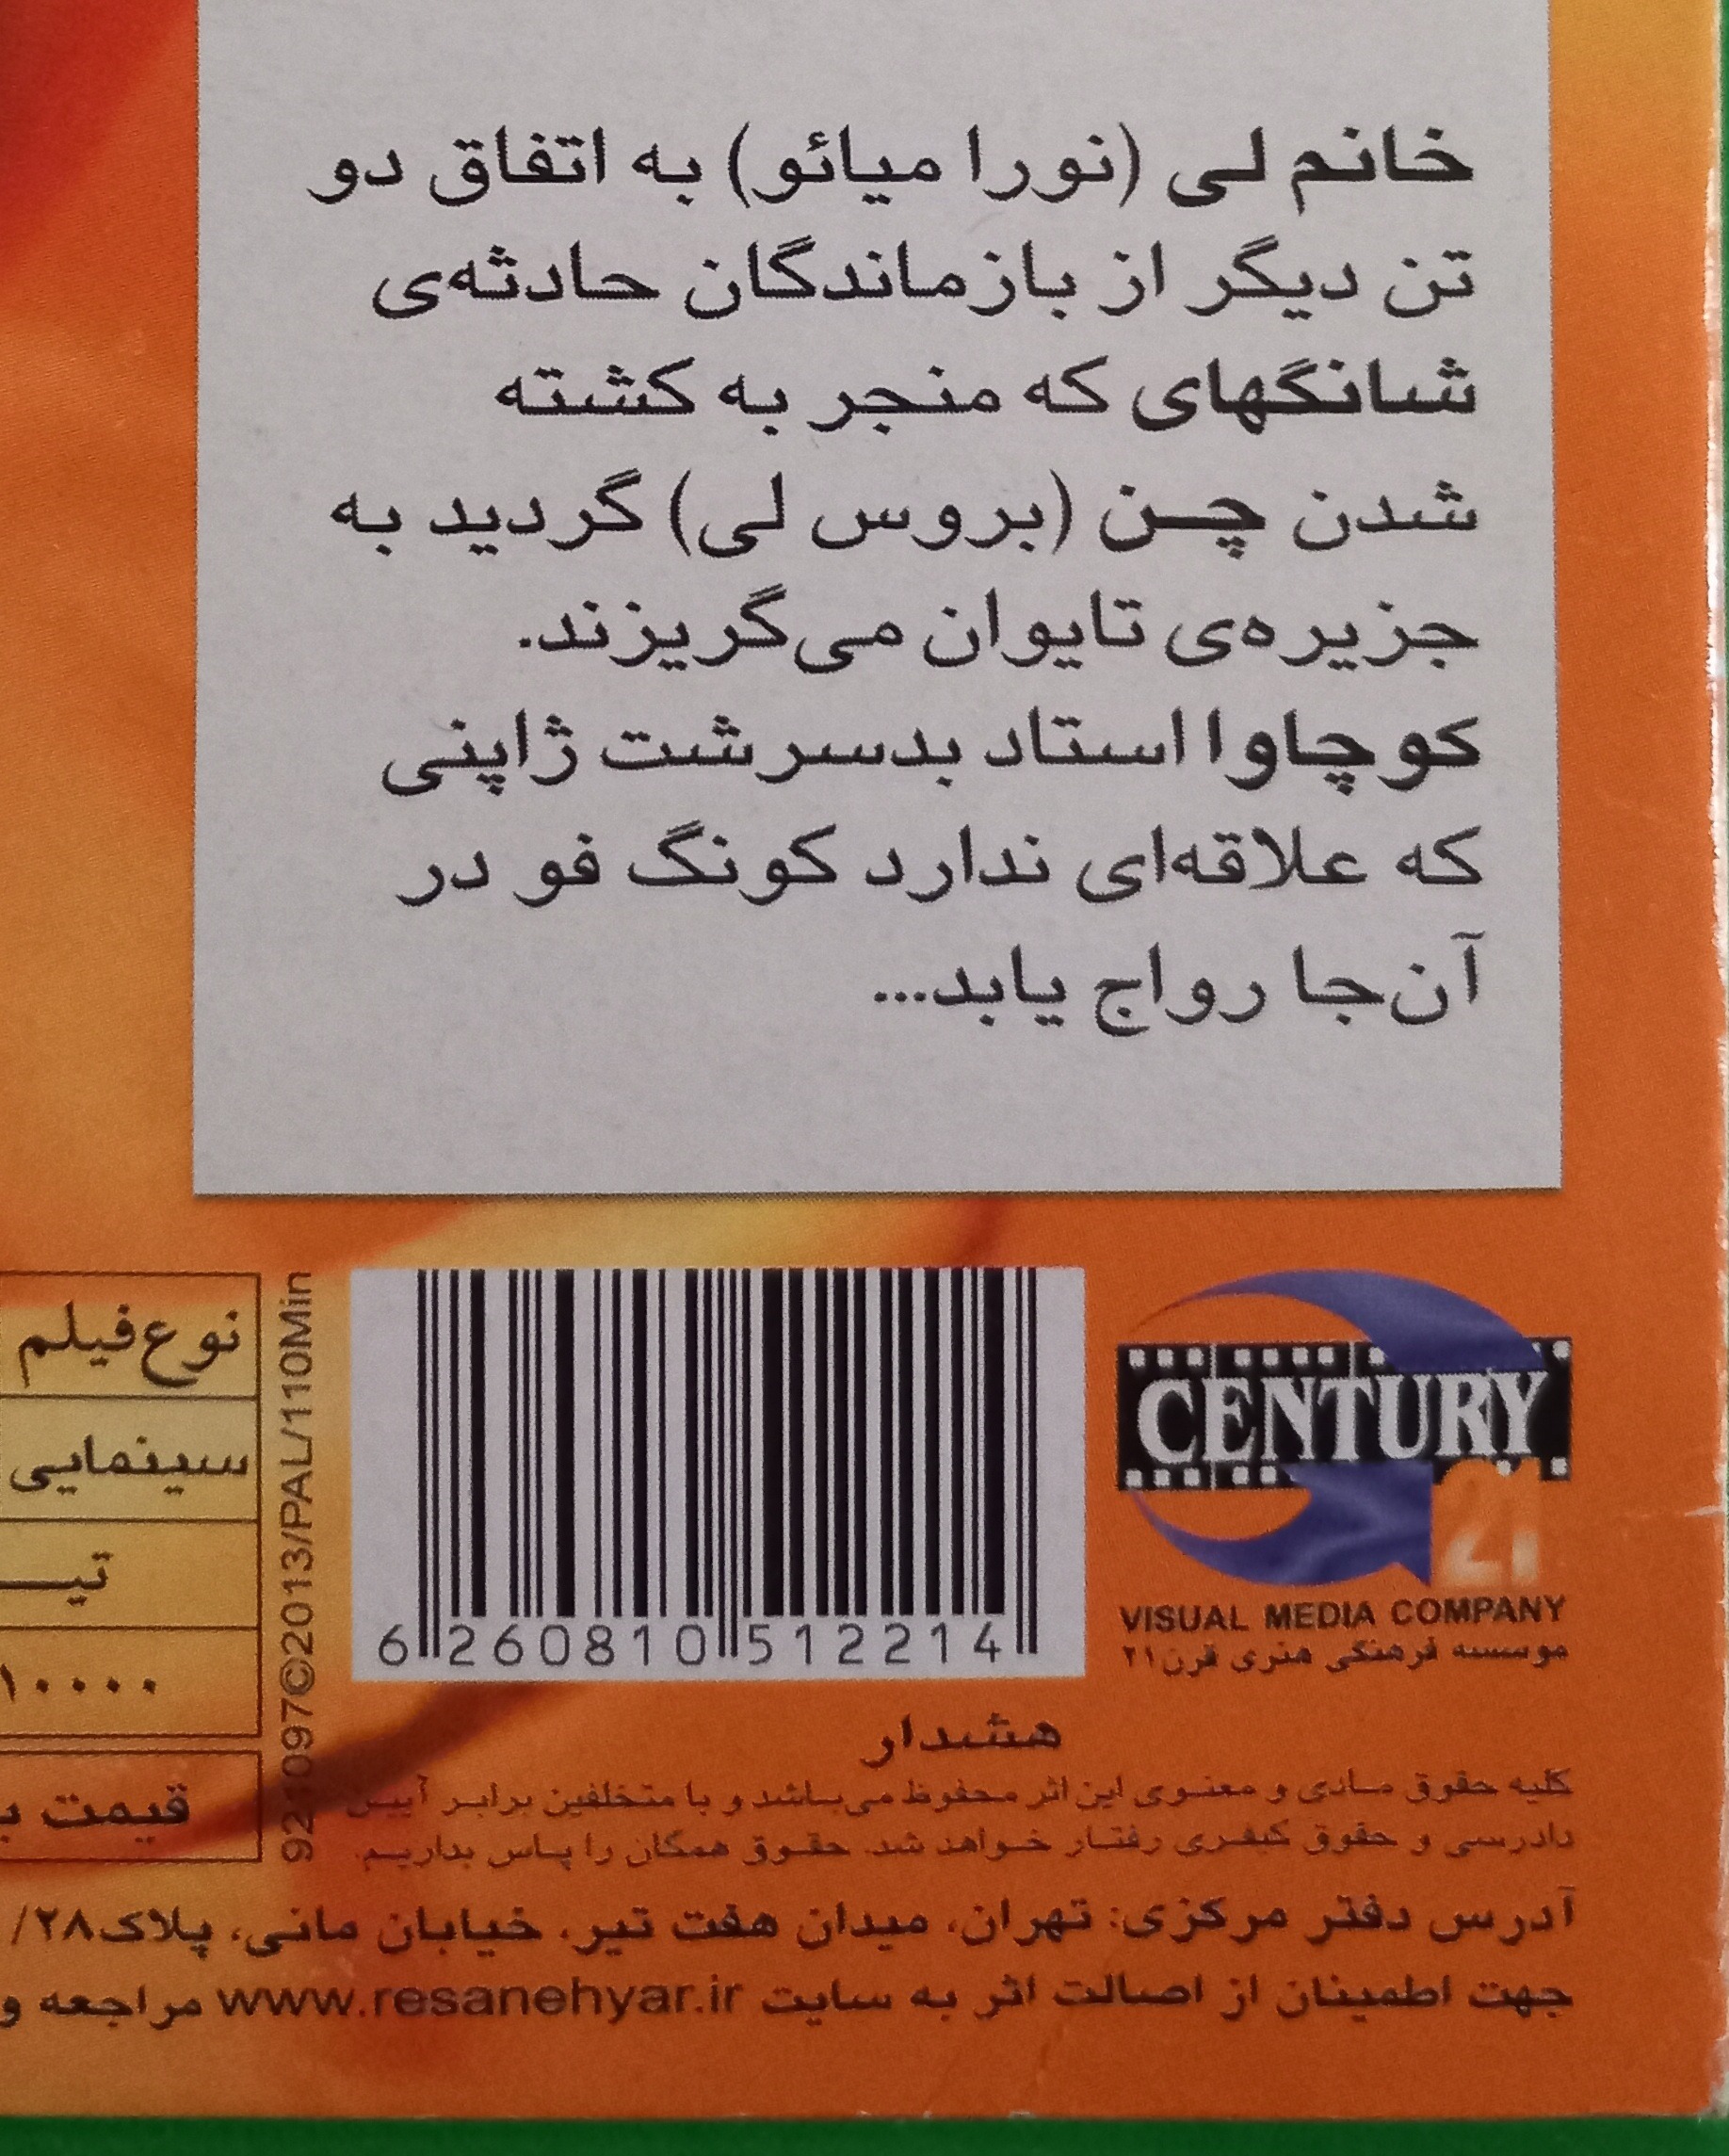 خانم لی (نورا میائو) به اتفاق دو
تن دیگر از بازماندگان حادثه‌ی
شانگهای که منجر به کشته
شدن چن (بروس لی) گردید به
جزیره‌ی تایوان می‌گریزند.
کوچاوا استاد بدسرشت ژاپنی
که علاقه‌ای ندارد کونگ فو در
آن‌جا رواج یابد...
نوع فیلم
سینمایی
تیـ
۱۰۰۰۰
قیمت بـ
©2013/PAL/110Min
6 260810 512214
CENTURY
21
VISUAL MEDIA COMPANY
موسسه فرهنگی هنری قرن۲۱
هشدار
کلیه حقوق مادی و معنوی این اثر محفوظ می‌باشد و با متخلفین برابر آیین
دادرسی و حقوق کیفری رفتار خواهد شد. حقوق همگان را پاس بداریم.
آدرس دفتر مرکزی: تهران، میدان هفت تیر، خیابان مانی، پلاک۲۸/
جهت اطمینان از اصالت اثر به سایت www.resanehyar.ir مراجعه و